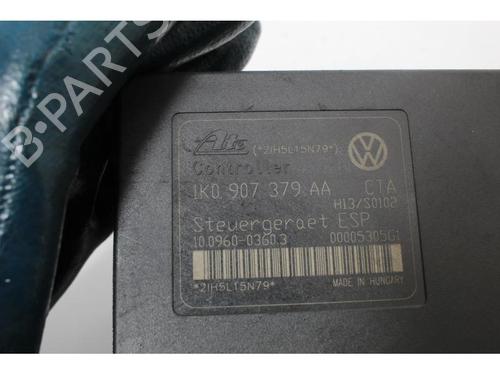 Ate (*2IH5L15N79*)
Controller
1K0 907 379 AA CTA
H13/S0102
Steuergeraet ESP
10.0960-0360.3 00005305G1
*2IH5L15N79*
MADE IN HUNGARY